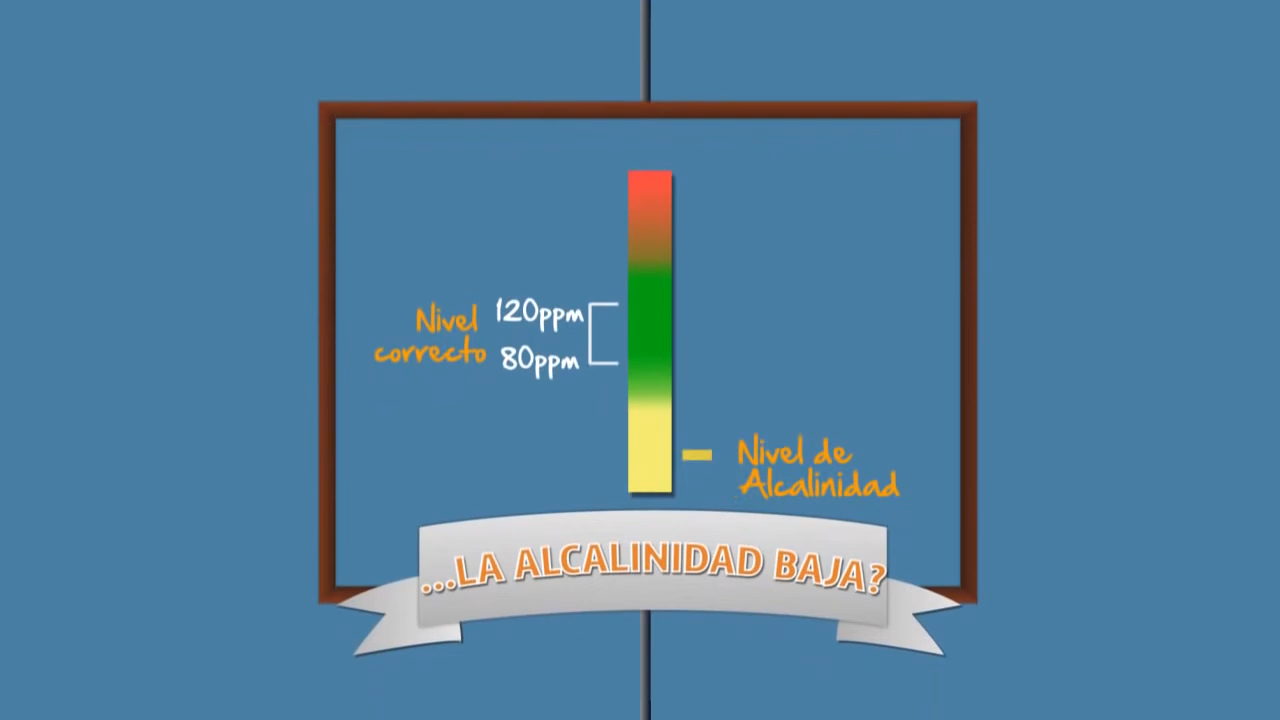 Nivel
correcto
120ppm
80ppm
Nivel de
Alcalinidad
...LA ALCALINIDAD BAJA?